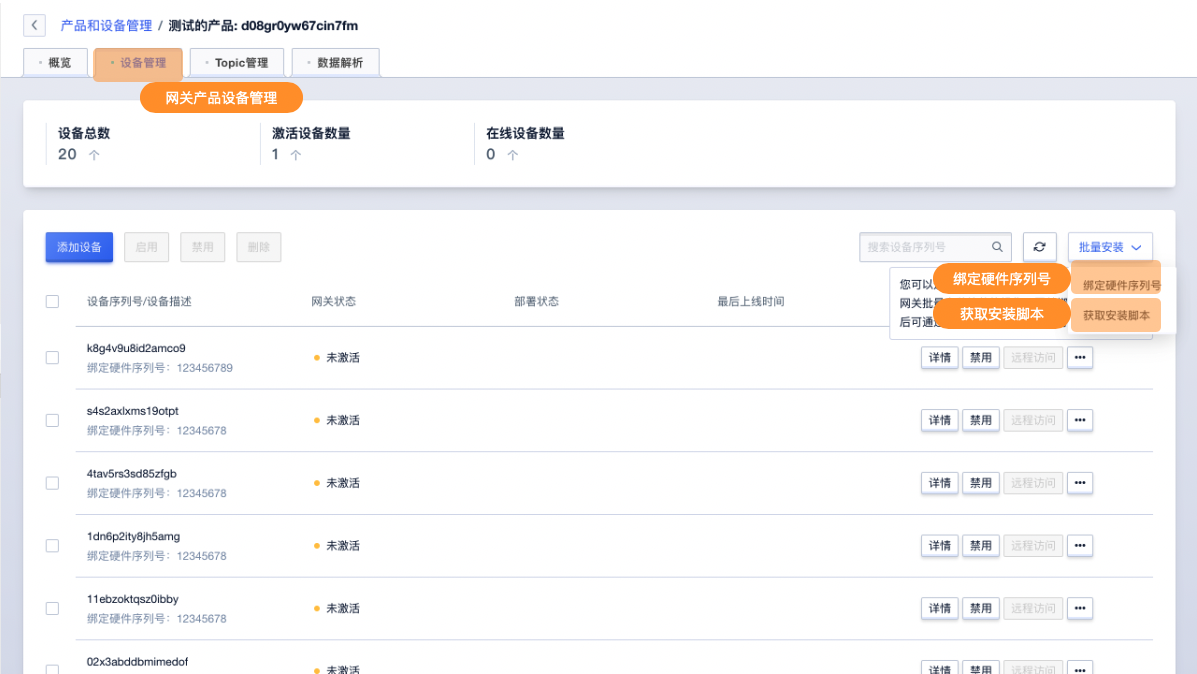 产品和设备管理 / 测试的产品: d08gr0yw67cin7fm
概览
设备管理
Topic管理
数据解析
网关产品设备管理
设备总数
20
激活设备数量
1
在线设备数量
0
添加设备
启用
禁用
删除
搜索设备序列号
批量安装
您可以
绑定硬件序列号
绑定硬件序列号
网关批
获取安装脚本
获取安装脚本
后可通过
设备序列号/设备描述
网关状态
部署状态
最后上线时间
k8g4v9u8id2amco9
绑定硬件序列号: 123456789
未激活
详情
禁用
远程访问
s4s2axlxms19otpt
绑定硬件序列号: 12345678
未激活
详情
禁用
远程访问
4tav5rs3sd85zfgb
绑定硬件序列号: 12345678
未激活
详情
禁用
远程访问
1dn6p2ity8jh5amg
绑定硬件序列号: 12345678
未激活
详情
禁用
远程访问
11ebzoktqsz0ibby
绑定硬件序列号: 12345678
未激活
详情
禁用
远程访问
02x3abddbmimedof
未激活
详情
禁用
远程访问